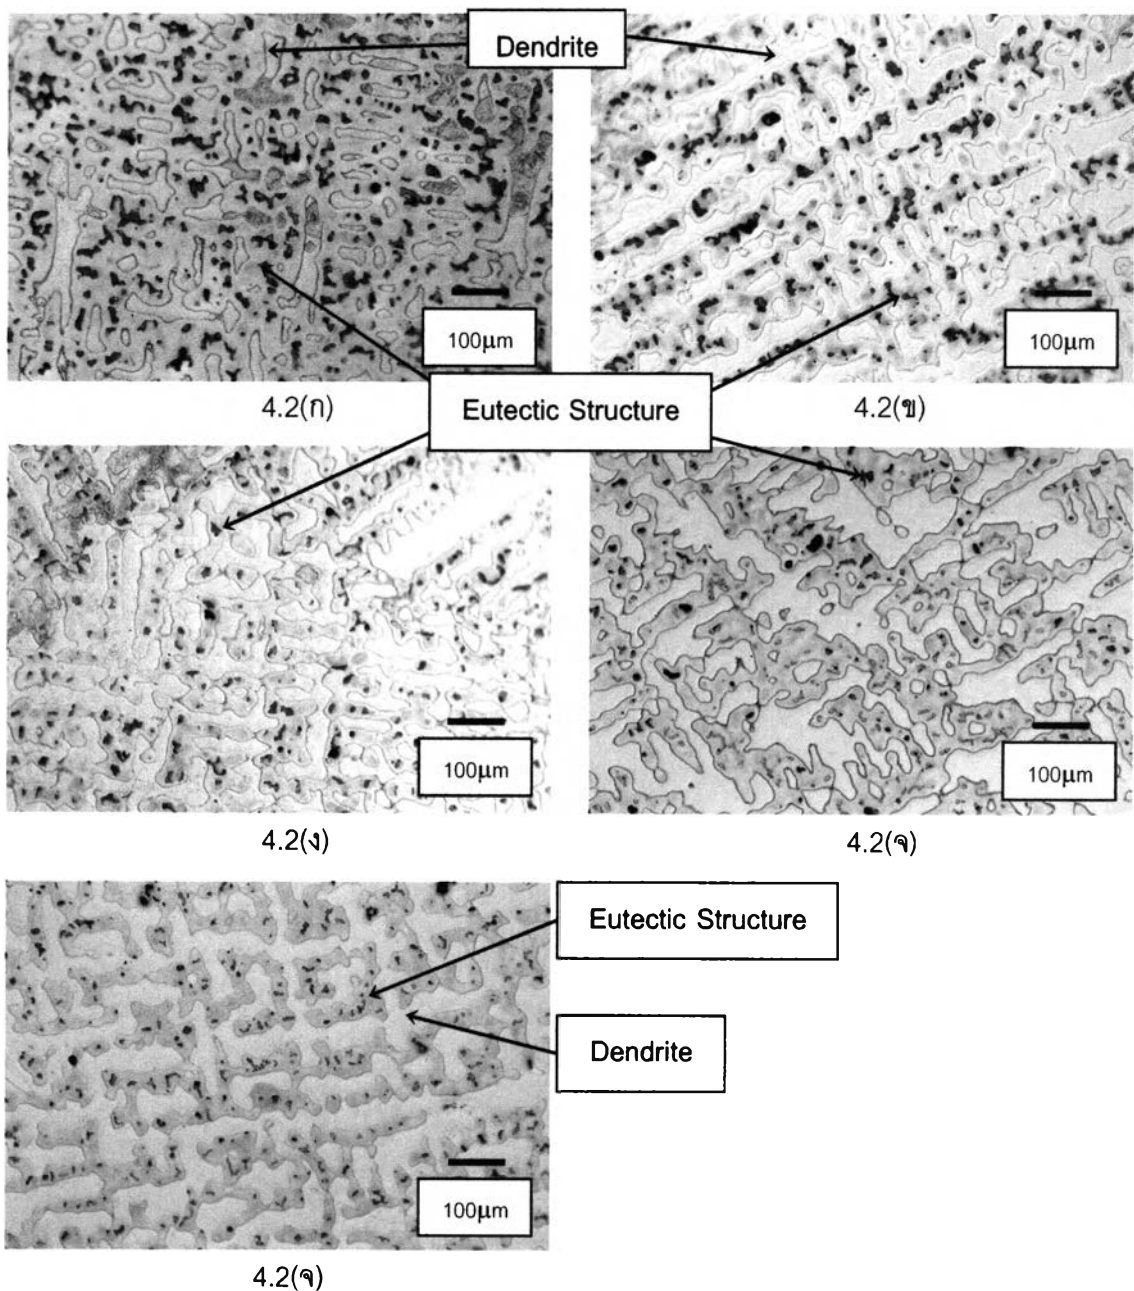 Dendrite
100µm
100µm
4.2(ก)
Eutectic Structure
4.2(ข)
100µm
100µm
4.2(ง)
4.2(จ)
Eutectic Structure
Dendrite
100µm
4.2(จ)